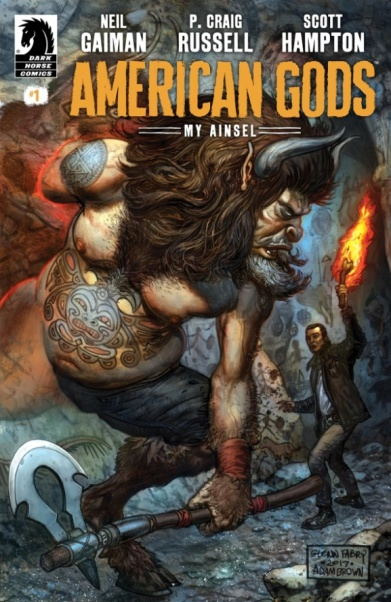 NEIL GAIMAN
P. CRAIG RUSSELL
SCOTT HAMPTON
DARK
HORSE
COMICS
#1
AMERICAN GODS
MY AINSEL
GLENN FABRY
2017
ADAM BROWN